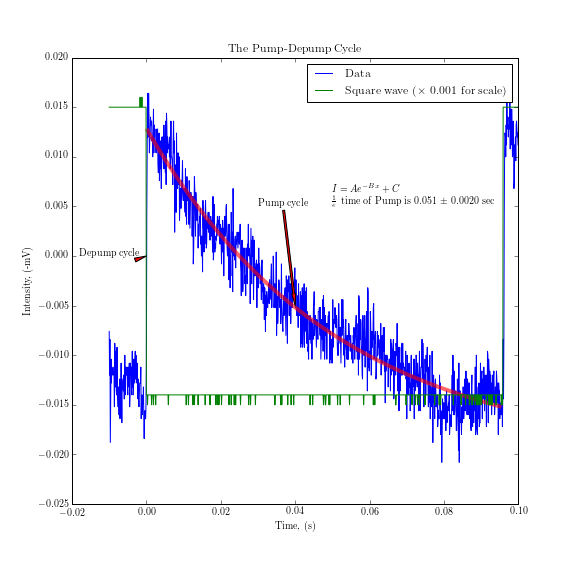 The Pump-Depump Cycle
Data
Square wave (× 0.001 for scale)
I = Ae^{-Bx} + C
1/e time of Pump is 0.051 ± 0.0020 sec
Pump cycle
Depump cycle
Intensity, (-mV)
0.020
0.015
0.010
0.005
0.000
−0.005
−0.010
−0.015
−0.020
−0.025
−0.02 0.00 0.02 0.04 0.06 0.08 0.10
Time, (s)